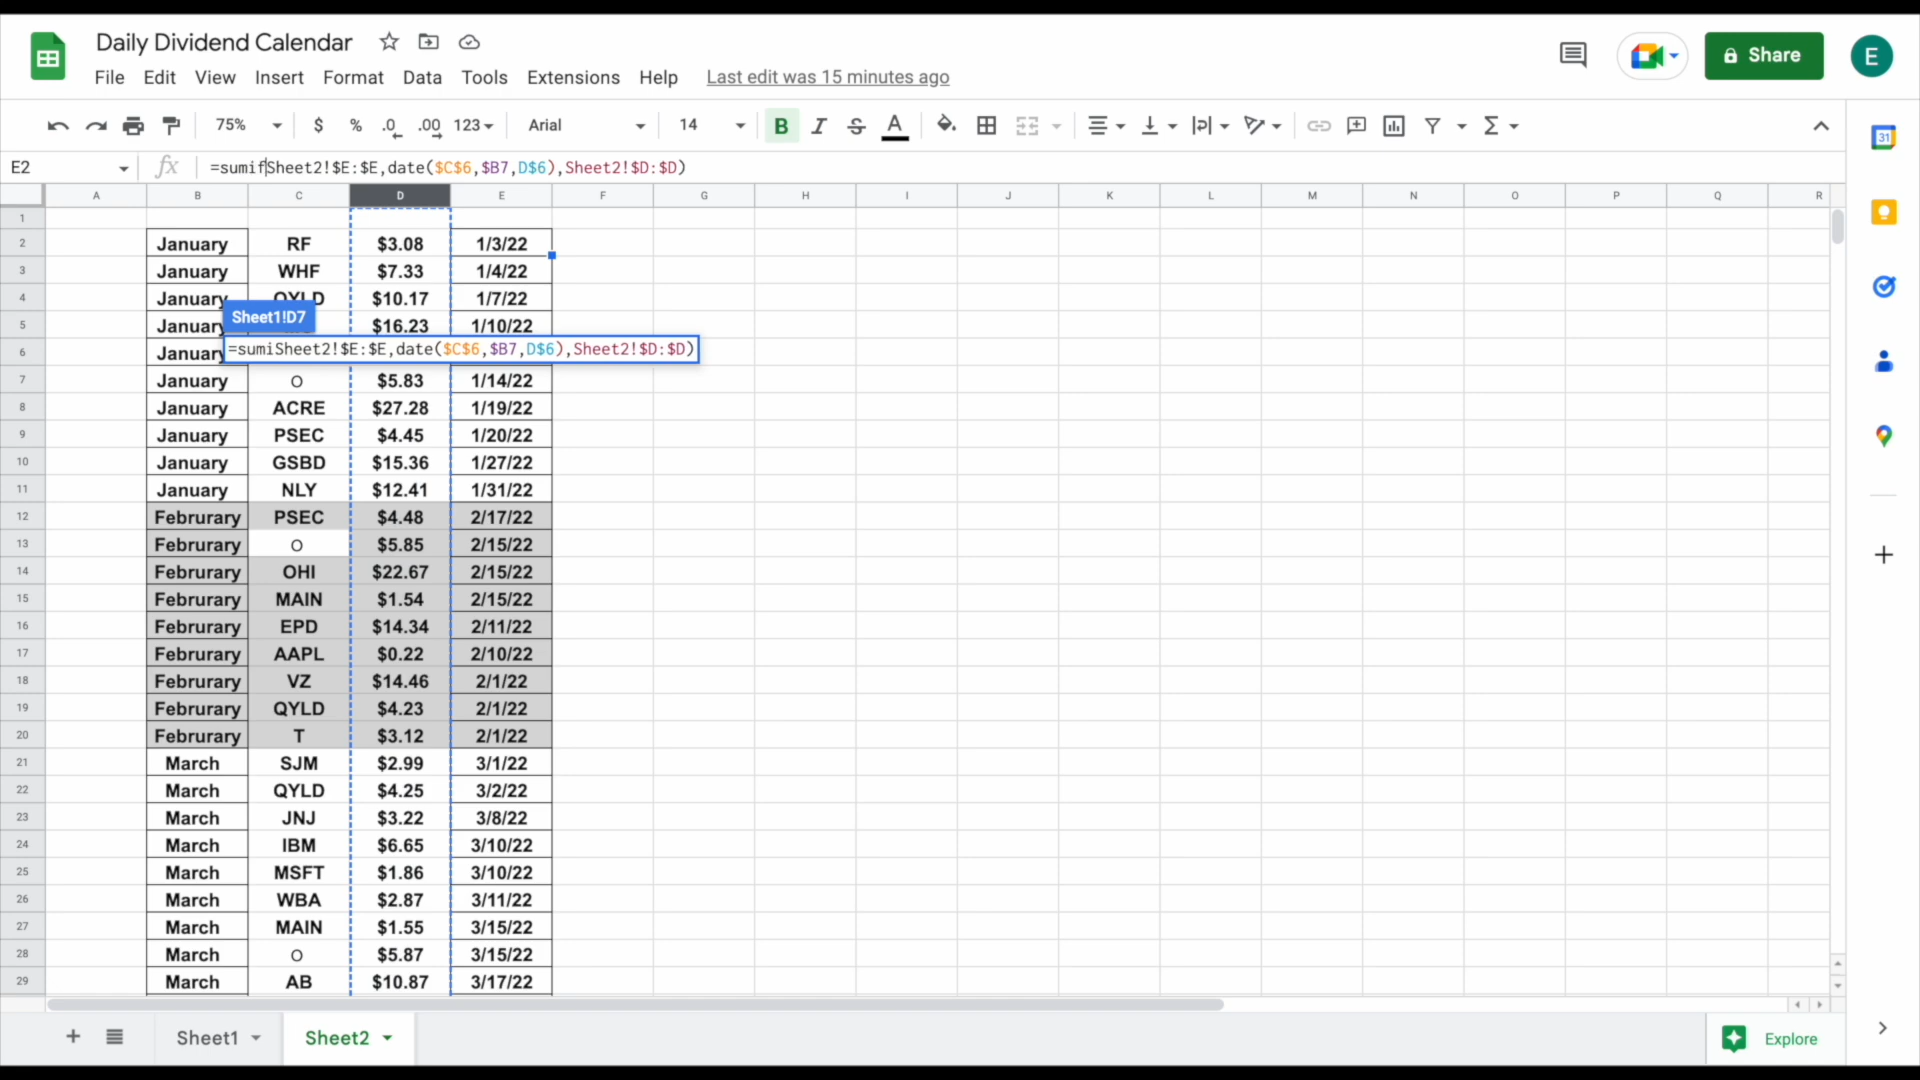 Daily Dividend Calendar
File Edit View Insert Format Data Tools Extensions Help Last edit was 15 minutes ago
Share
E
75% $ % .0 .00 123 Arial 14 B I S A
E2 fx =sumifSheet2!$E:$E,date($C$6,$B7,D$6),Sheet2!$D:$D)
A B C D E F G H I J K L M N O P Q R
1
2 January RF $3.08 1/3/22
3 January WHF $7.33 1/4/22
4 January QYLD $10.17 1/7/22
Sheet1!D7
5 January $16.23 1/10/22
6 January =sumiSheet2!$E:$E,date($C$6,$B7,D$6),Sheet2!$D:$D)
7 January O $5.83 1/14/22
8 January ACRE $27.28 1/19/22
9 January PSEC $4.45 1/20/22
10 January GSBD $15.36 1/27/22
11 January NLY $12.41 1/31/22
12 Februrary PSEC $4.48 2/17/22
13 Februrary O $5.85 2/15/22
14 Februrary OHI $22.67 2/15/22
15 Februrary MAIN $1.54 2/15/22
16 Februrary EPD $14.34 2/11/22
17 Februrary AAPL $0.22 2/10/22
18 Februrary VZ $14.46 2/1/22
19 Februrary QYLD $4.23 2/1/22
20 Februrary T $3.12 2/1/22
21 March SJM $2.99 3/1/22
22 March QYLD $4.25 3/2/22
23 March JNJ $3.22 3/8/22
24 March IBM $6.65 3/10/22
25 March MSFT $1.86 3/10/22
26 March WBA $2.87 3/11/22
27 March MAIN $1.55 3/15/22
28 March O $5.87 3/15/22
29 March AB $10.87 3/17/22
Sheet1 Sheet2 Explore
31